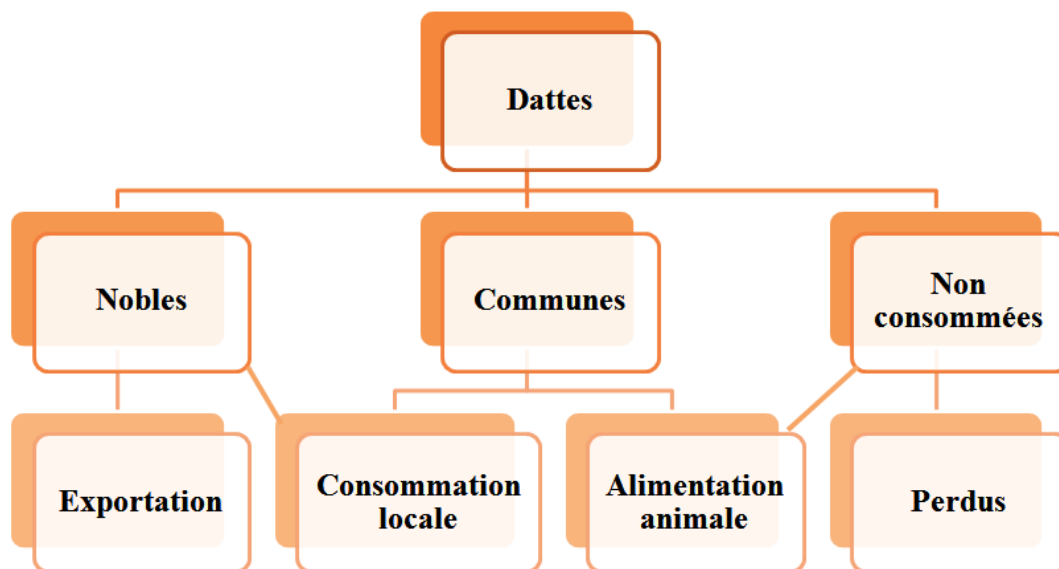 Dattes
Nobles
Communes
Non
consommées
Exportation
Consommation
locale
Alimentation
animale
Perdus